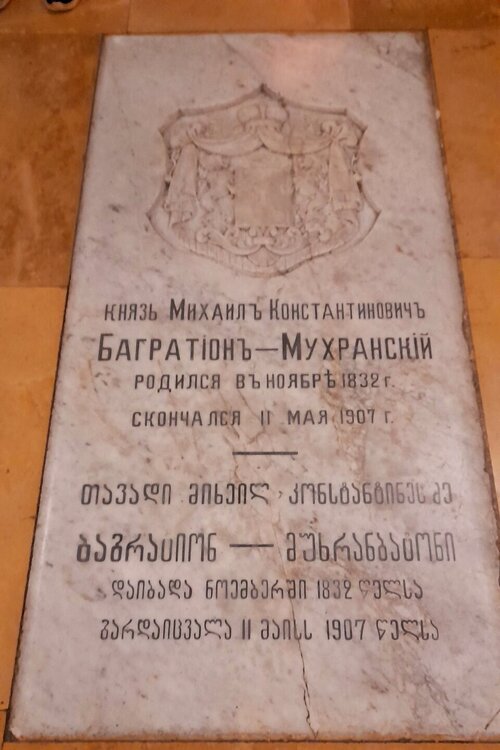 КНЯЗЬ МИХАИЛЪ КОНСТАНТИНОВИЧЪ
БАГРАТІОНЪ—МУХРАНСКІЙ
РОДИЛСЯ ВЪ НОЯБРѢ 1832 г.
СКОНЧАЛСЯ 11 МАЯ 1907 г.
თავადი მიხეილ კონსტანტინეს ძე
ბაგრატიონ — მუხრანბატონი
დაიბადა ნოემბერში 1832 წელსა
გარდაიცვალა 11 მაისს 1907 წელსა